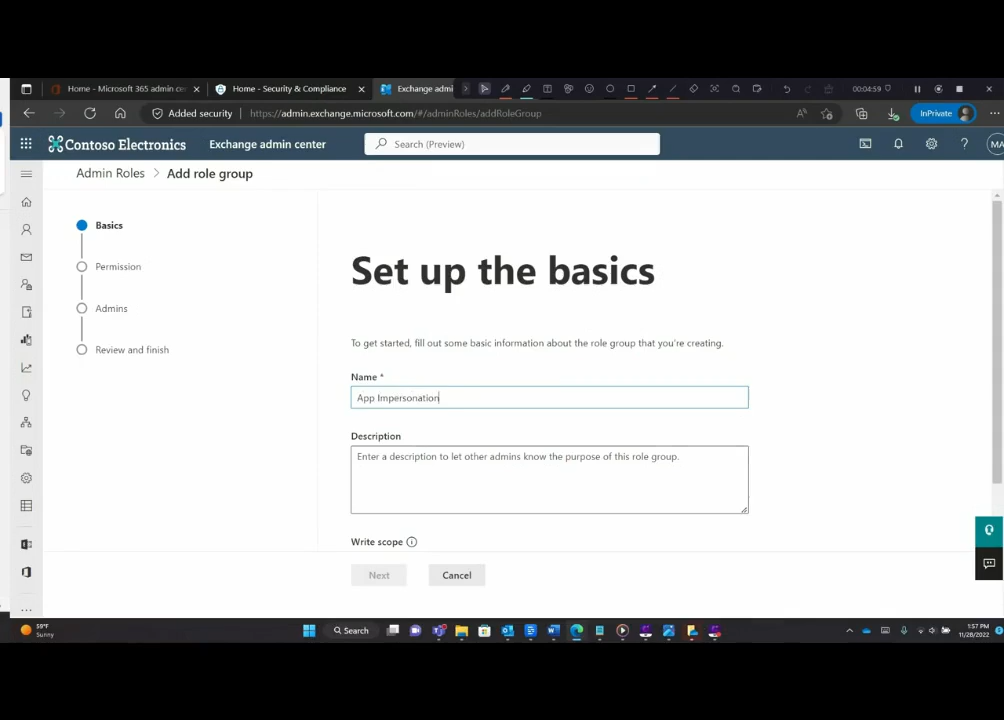 Home - Microsoft 365 admin cen
Home - Security & Compliance
Exchange admi
00:04:59
Added security
https://admin.exchange.microsoft.com/#/adminRoles/addRoleGroup
InPrivate
Contoso Electronics
Exchange admin center
Search (Preview)
MA
Admin Roles > Add role group
Basics
Permission
Admins
Review and finish
Set up the basics
To get started, fill out some basic information about the role group that you're creating.
Name *
App Impersonation
Description
Enter a description to let other admins know the purpose of this role group.
Write scope
Next
Cancel
59°F
Sunny
Search
1:57 PM
11/28/2022